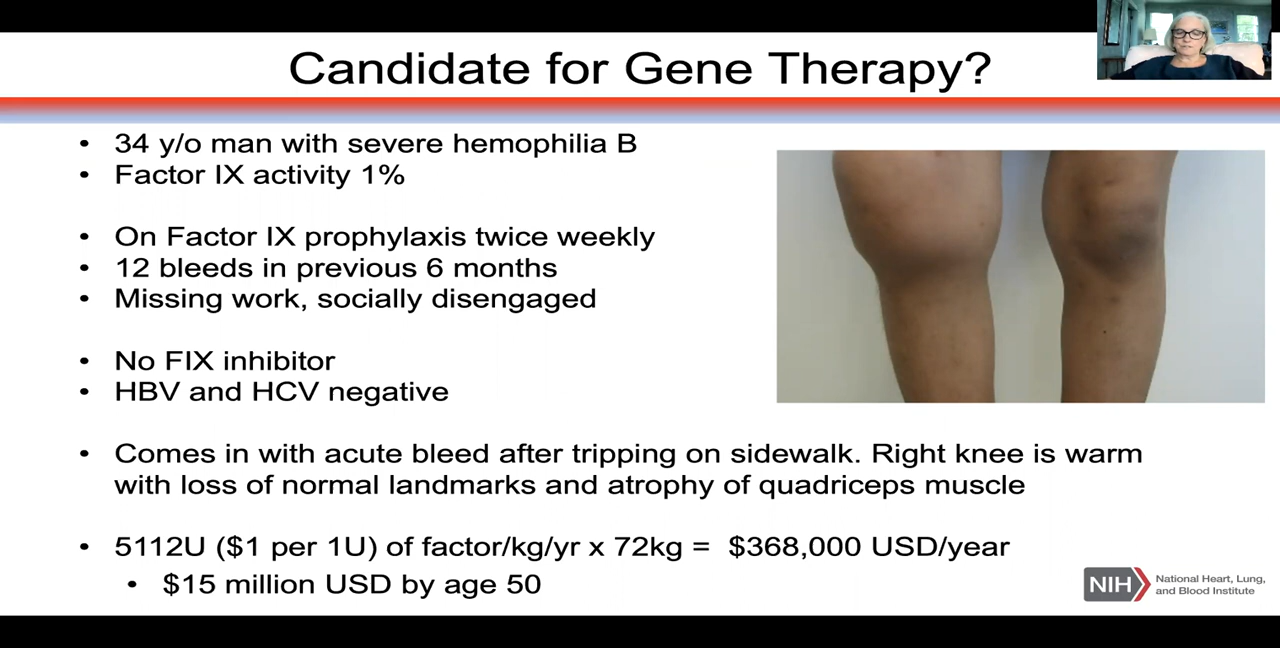 Candidate for Gene Therapy?
• 34 y/o man with severe hemophilia B
• Factor IX activity 1%
• On Factor IX prophylaxis twice weekly
• 12 bleeds in previous 6 months
• Missing work, socially disengaged
• No FIX inhibitor
• HBV and HCV negative
• Comes in with acute bleed after tripping on sidewalk. Right knee is warm
with loss of normal landmarks and atrophy of quadriceps muscle
• 5112U ($1 per 1U) of factor/kg/yr x 72kg = $368,000 USD/year
• $15 million USD by age 50
NIH
National Heart, Lung,
and Blood Institute